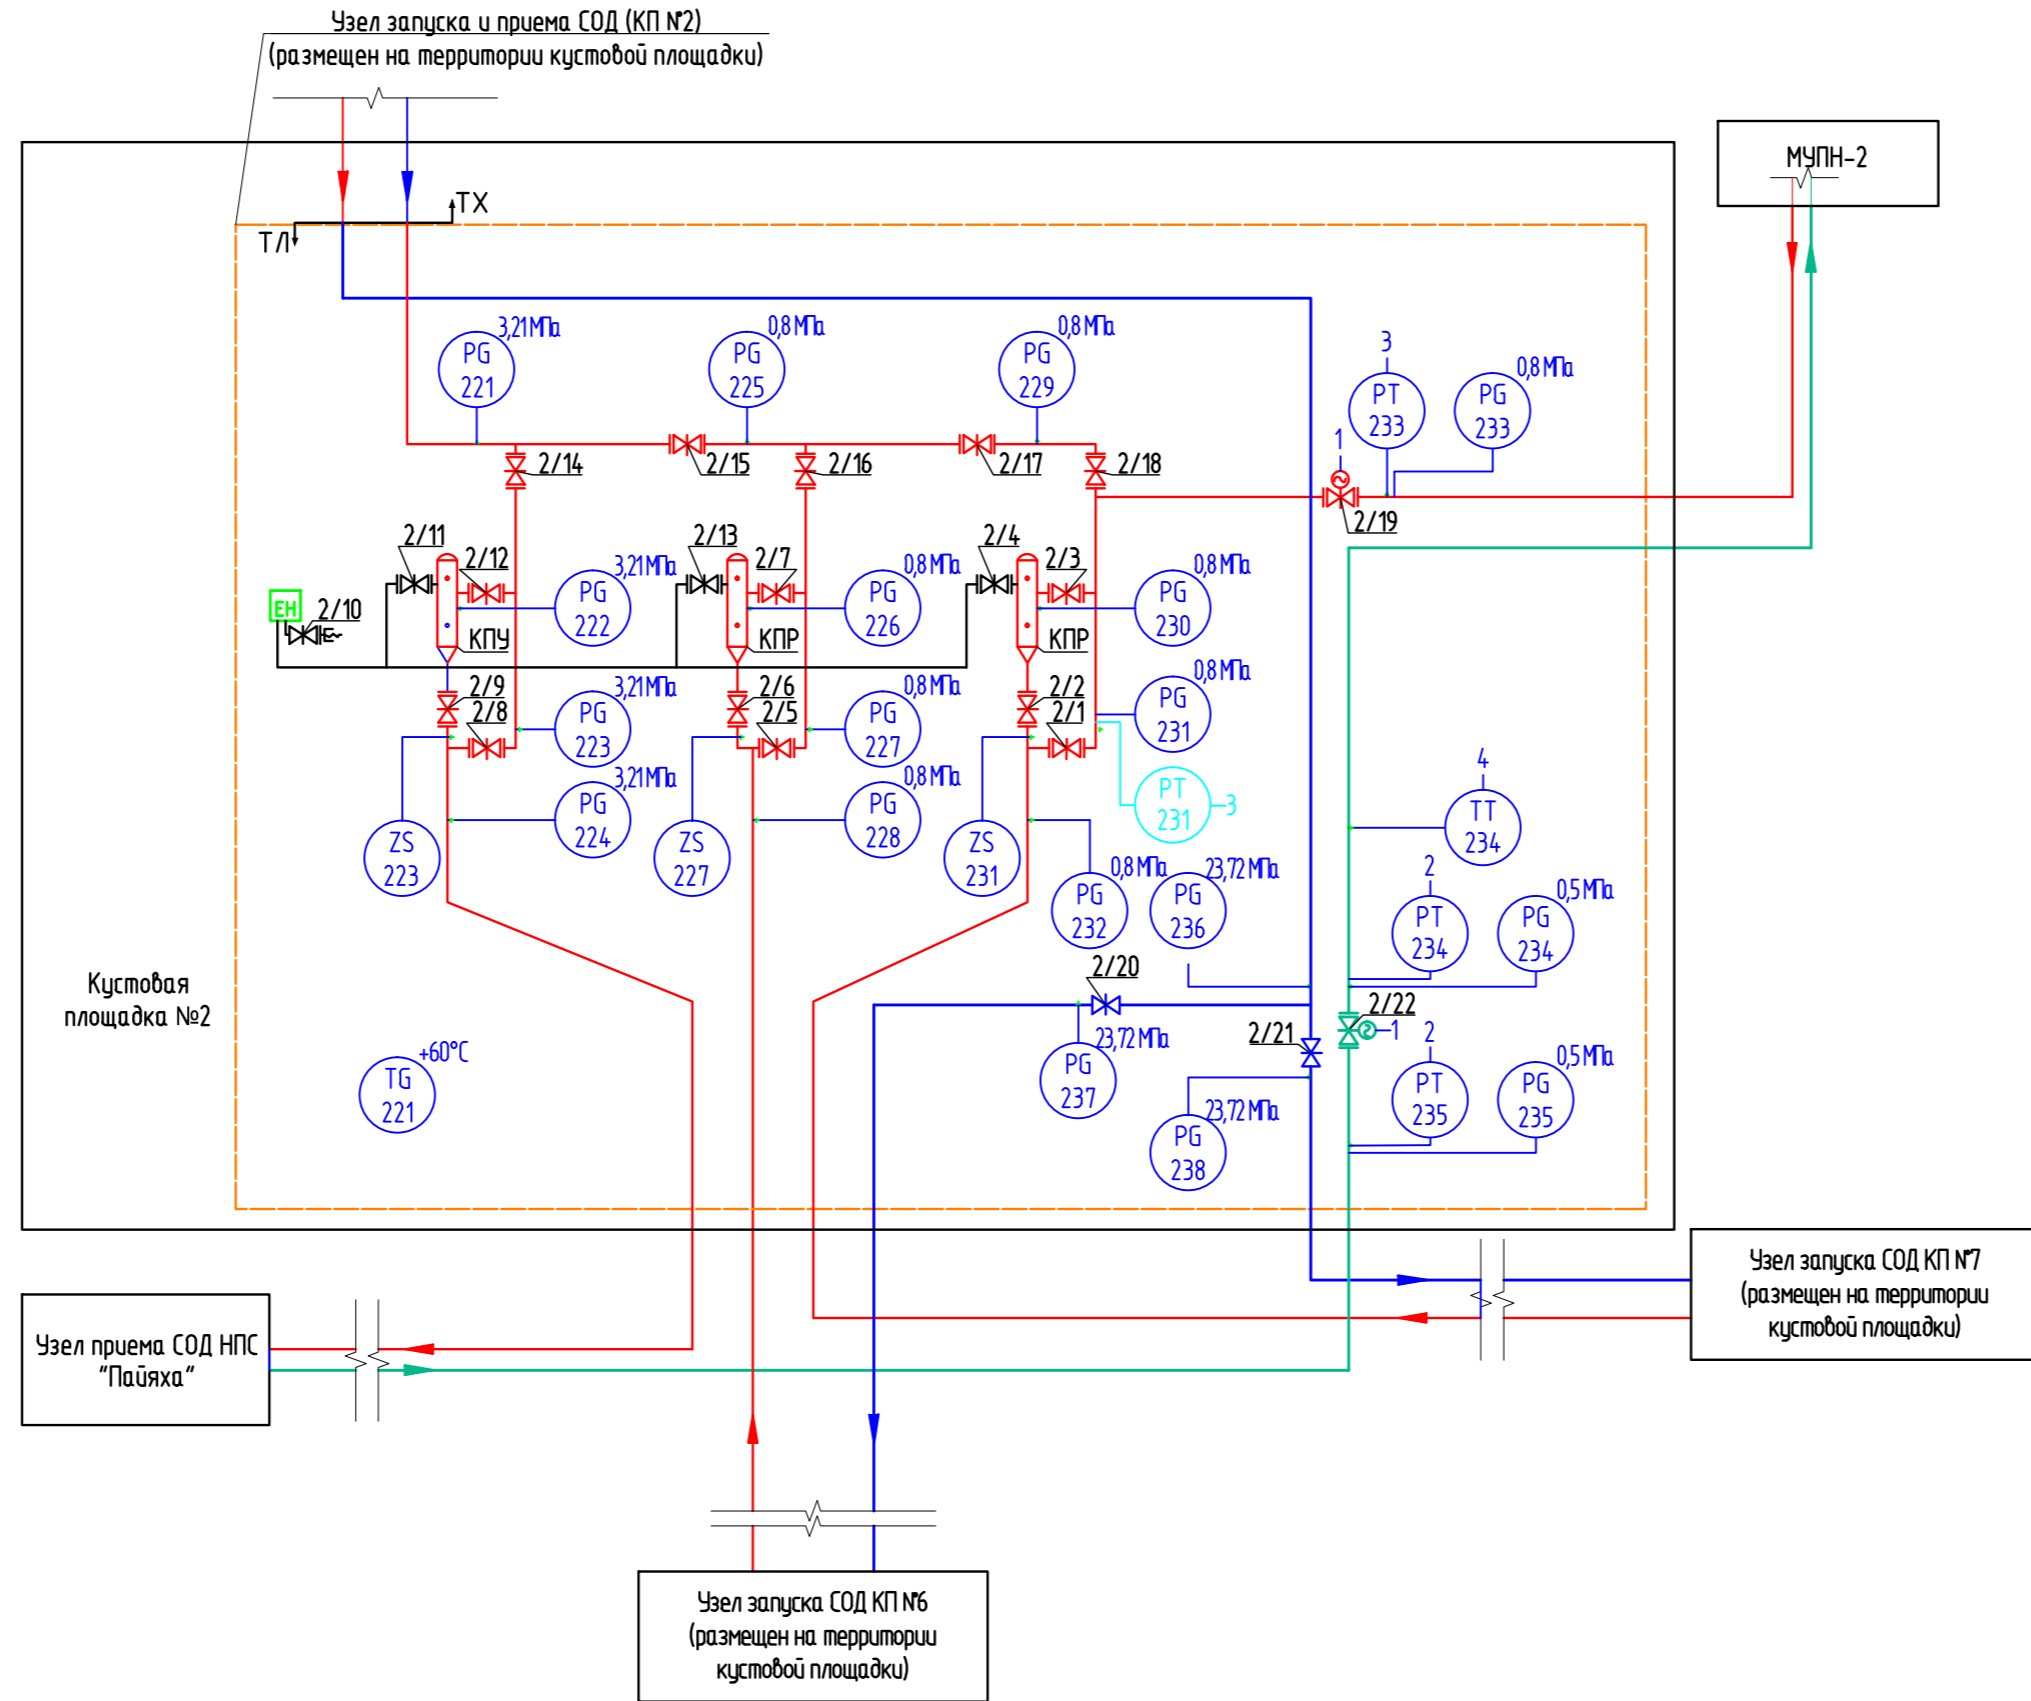 Узел запуска и приема СОД (КП №2)
(размещен на территории кустовой площадки)
МУПН-2
ТХ
ТЛ
3,21МПа
PG
221
0,8МПа
PG
225
0,8МПа
PG
229
3
PT
233
0,8МПа
PG
233
1
2/14
2/15
2/16
2/17
2/18
2/19
2/11
2/12
2/13
2/7
2/4
2/3
3,21МПа
PG
222
0,8МПа
PG
226
0,8МПа
PG
230
ЕН
2/10
КПУ
КПР
КПР
2/9
2/8
3,21МПа
PG
223
2/6
2/5
0,8МПа
PG
227
2/2
2/1
0,8МПа
PG
231
3,21МПа
PG
224
0,8МПа
PG
228
PT
231
3
ZS
223
ZS
227
ZS
231
4
TT
234
0,8МПа
PG
232
23,72МПа
PG
236
2
PT
234
0,5МПа
PG
234
Кустовая
площадка №2
2/20
2/21
2/22
1
23,72МПа
PG
237
+60°C
TG
221
2
PT
235
0,5МПа
PG
235
23,72МПа
PG
238
Узел запуска СОД КП №7
(размещен на территории
кустовой площадки)
Узел приема СОД НПС
"Пайяха"
Узел запуска СОД КП №6
(размещен на территории
кустовой площадки)